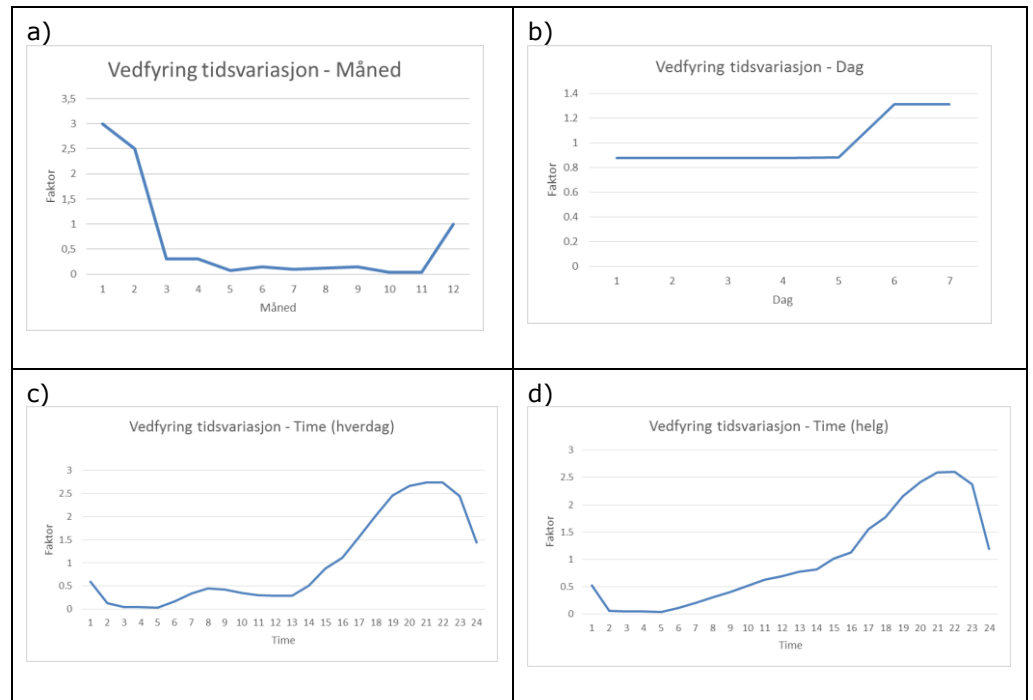 a)
Vedfyring tidsvariasjon - Måned
3,5
3
2,5
2
1,5
1
0,5
0
Faktor
1 2 3 4 5 6 7 8 9 10 11 12
Måned
b)
Vedfyring tidsvariasjon - Dag
1.4
1.2
1
0.8
0.6
0.4
0.2
0
Faktor
1 2 3 4 5 6 7
Dag
c)
Vedfyring tidsvariasjon - Time (hverdag)
3
2.5
2
1.5
1
0.5
0
Faktor
1 2 3 4 5 6 7 8 9 10 11 12 13 14 15 16 17 18 19 20 21 22 23 24
Time
d)
Vedfyring tidsvariasjon - Time (helg)
3
2.5
2
1.5
1
0.5
0
Faktor
1 2 3 4 5 6 7 8 9 10 11 12 13 14 15 16 17 18 19 20 21 22 23 24
Time